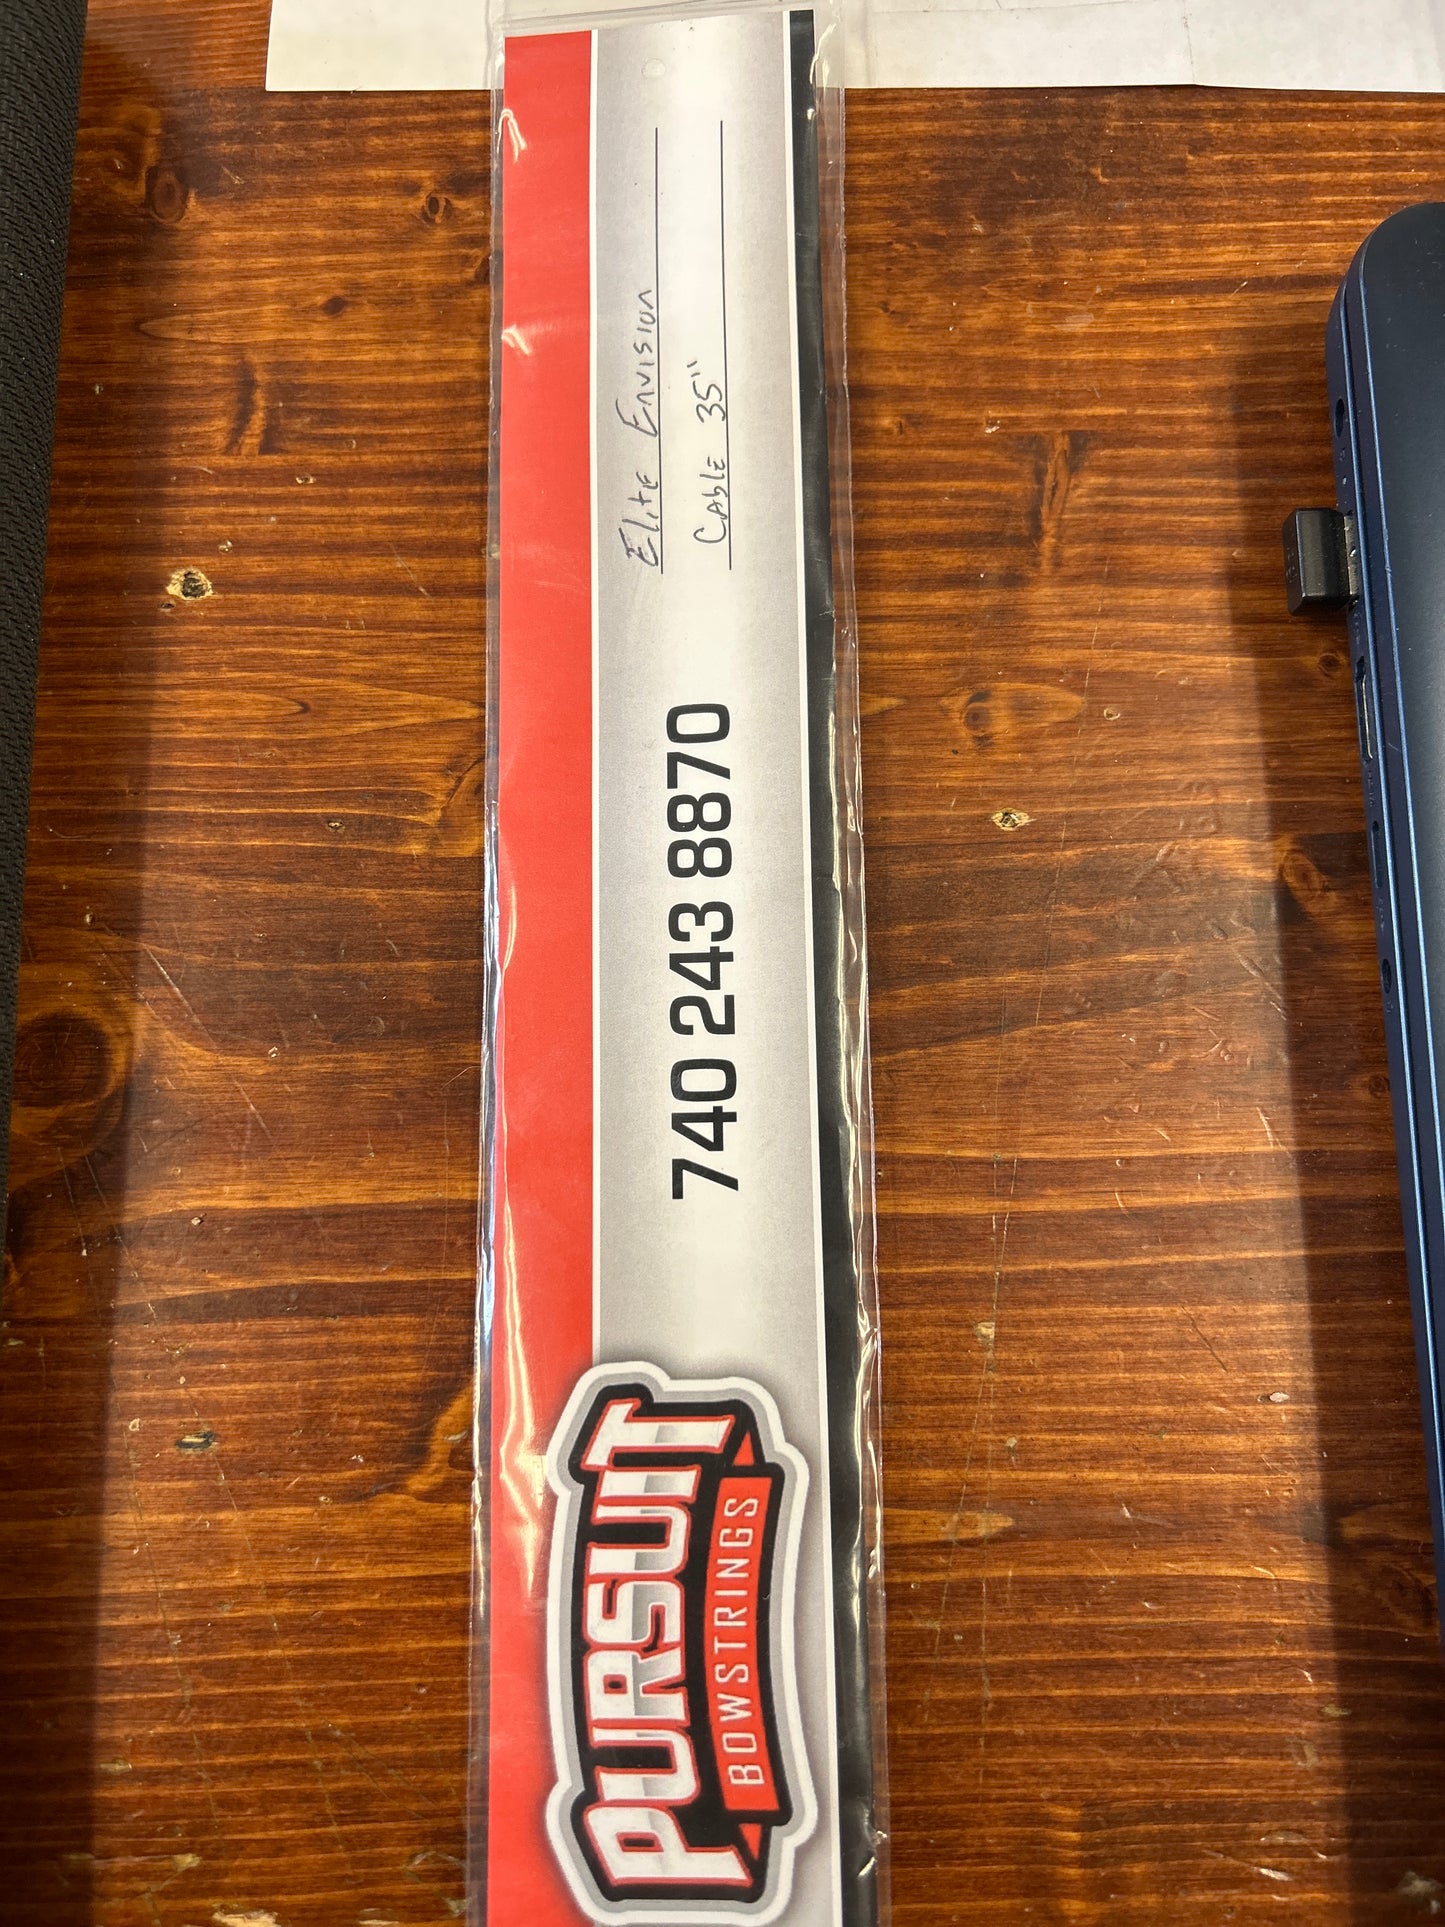 PURSUIT
BOWSTRINGS
740 243 8870
Elite Envision
Cable 35"